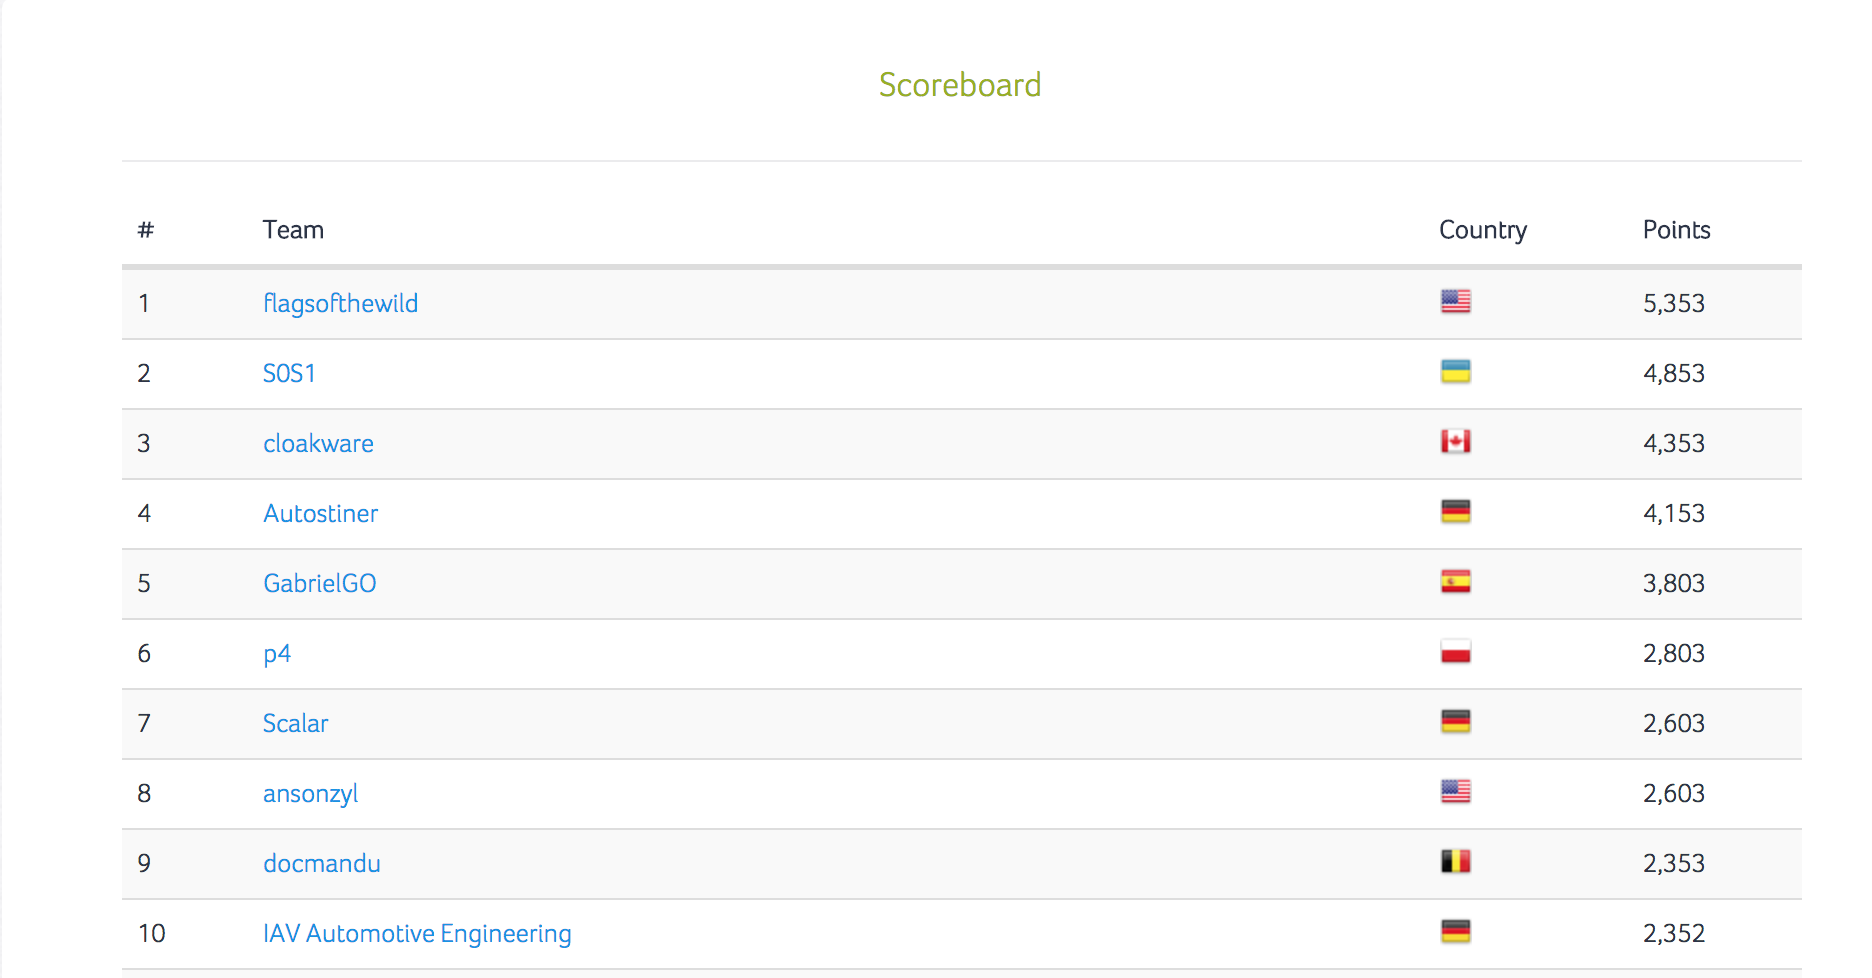 Scoreboard
# Team Country Points
1 flagsofthewild 5,353
2 S0S1 4,853
3 cloakware 4,353
4 Autostiner 4,153
5 GabrielGO 3,803
6 p4 2,803
7 Scalar 2,603
8 ansonzyl 2,603
9 docmandu 2,353
10 IAV Automotive Engineering 2,352